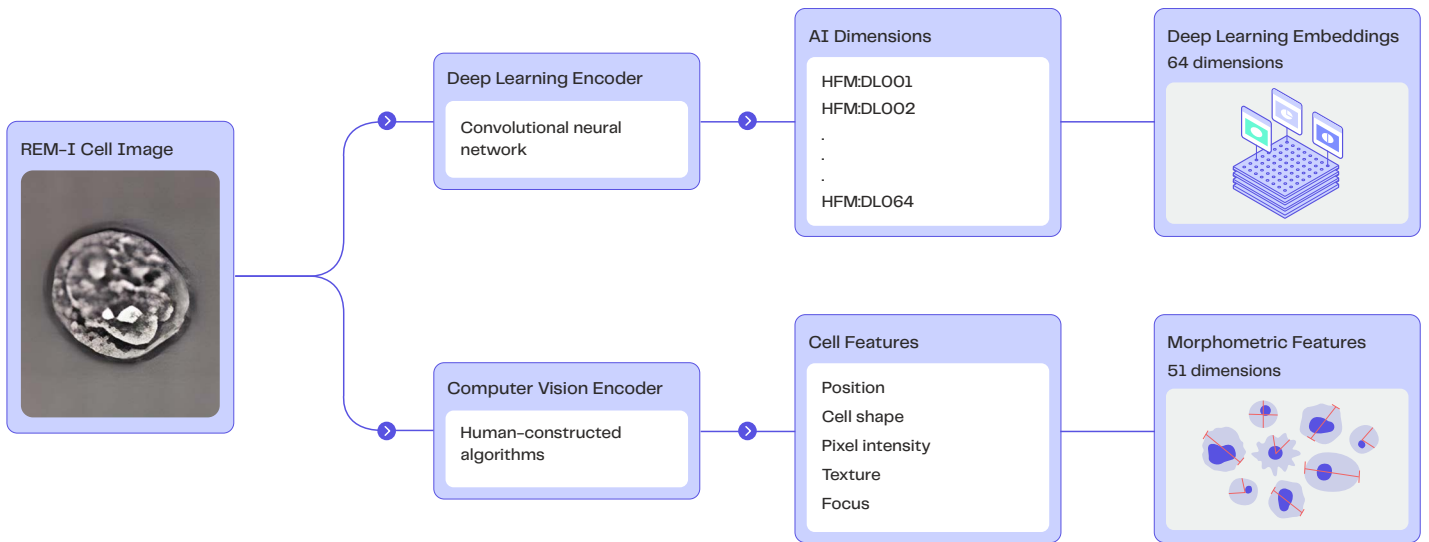 REM-I Cell Image
Deep Learning Encoder
Convolutional neural
network
AI Dimensions
HFM:DL001
HFM:DL002
.
.
.
HFM:DL064
Deep Learning Embeddings
64 dimensions
Computer Vision Encoder
Human-constructed
algorithms
Cell Features
Position
Cell shape
Pixel intensity
Texture
Focus
Morphometric Features
51 dimensions